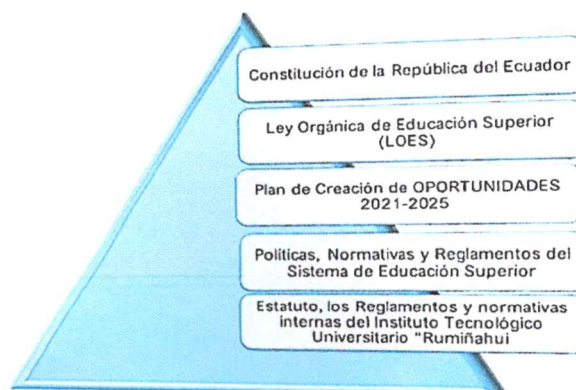 Constitución de la República del Ecuador
Ley Orgánica de Educación Superior
(LOES)
Plan de Creación de OPORTUNIDADES
2021-2025
Políticas, Normativas y Reglamentos del
Sistema de Educación Superior
Estatuto, los Reglamentos y normativas
internas del Instituto Tecnológico
Universitario "Rumiñahui